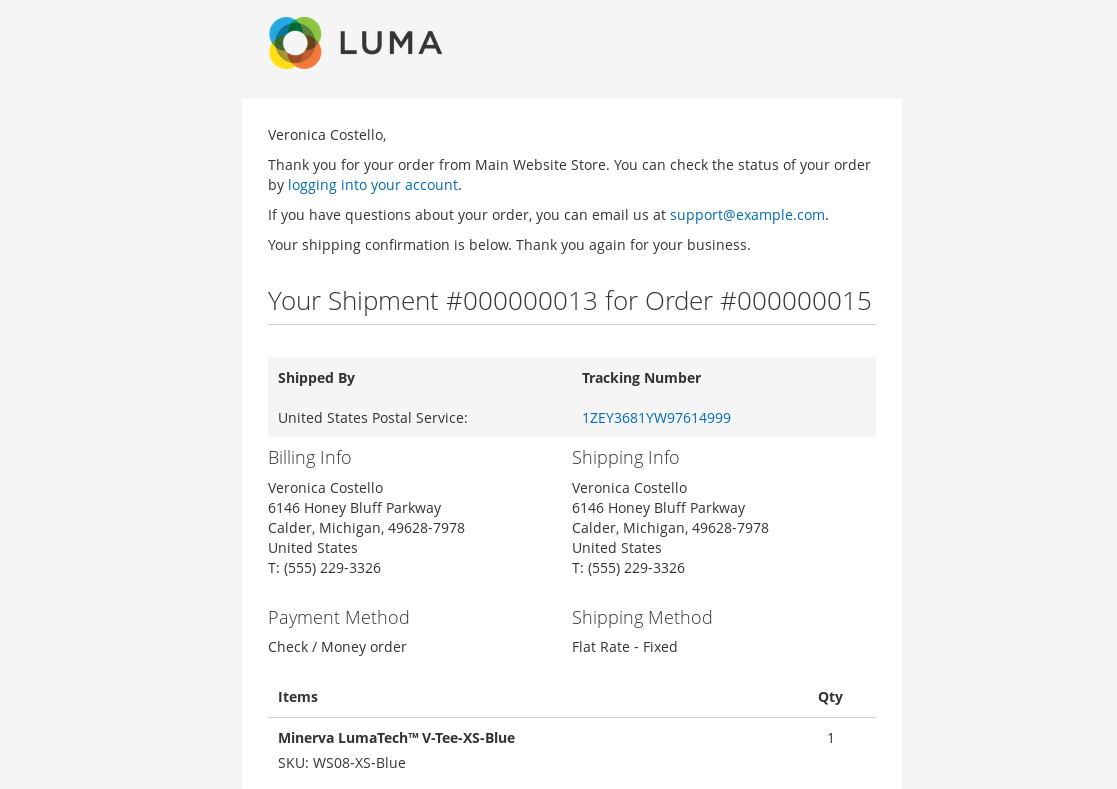 LUMA
Veronica Costello,
Thank you for your order from Main Website Store. You can check the status of your order
by logging into your account.
If you have questions about your order, you can email us at support@example.com.
Your shipping confirmation is below. Thank you again for your business.
Your Shipment #000000013 for Order #000000015
Shipped By Tracking Number
United States Postal Service: 1ZEY3681YW97614999
Billing Info
Veronica Costello
6146 Honey Bluff Parkway
Calder, Michigan, 49628-7978
United States
T: (555) 229-3326
Shipping Info
Veronica Costello
6146 Honey Bluff Parkway
Calder, Michigan, 49628-7978
United States
T: (555) 229-3326
Payment Method
Check / Money order
Shipping Method
Flat Rate - Fixed
Items Qty
Minerva LumaTech™ V-Tee-XS-Blue 1
SKU: WS08-XS-Blue